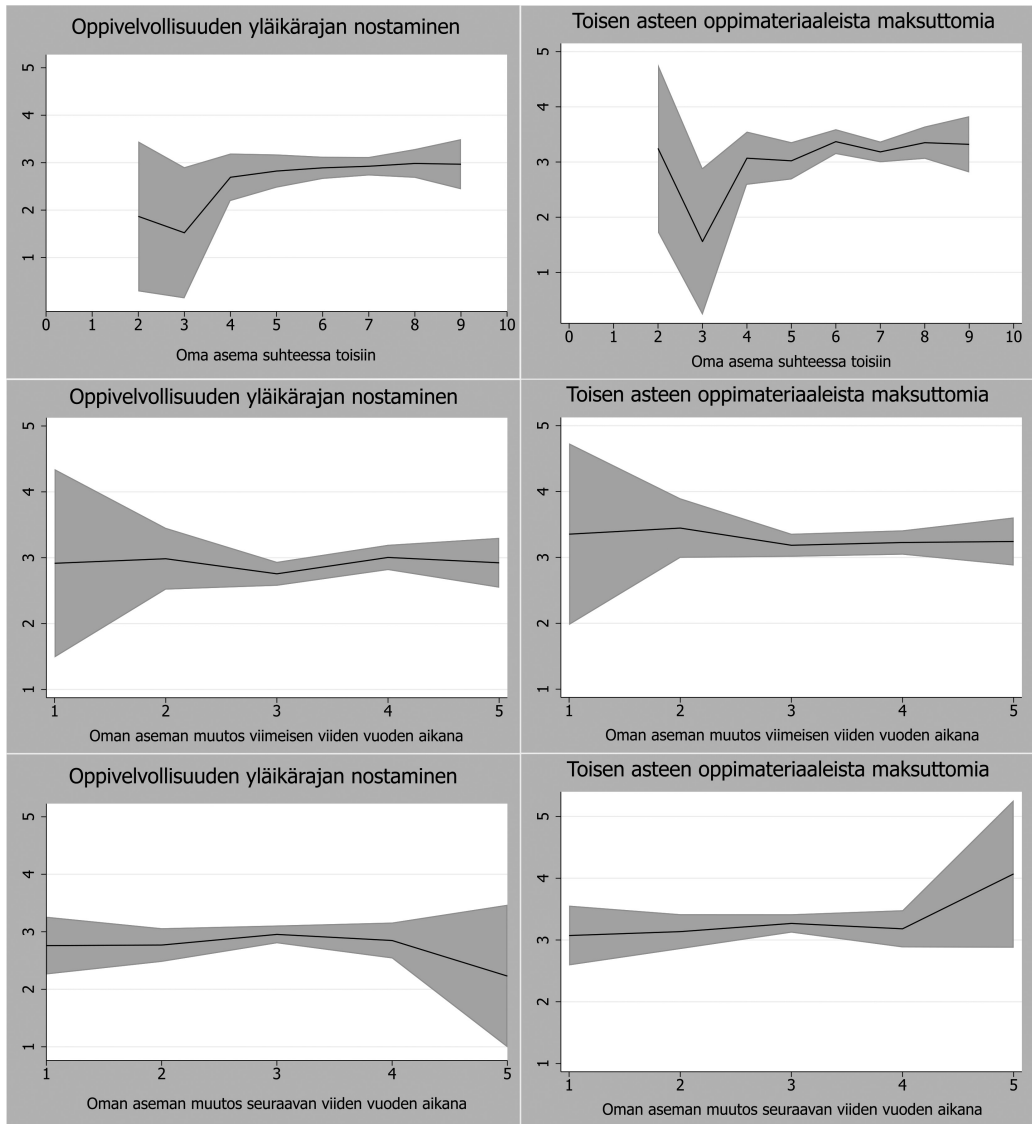 Oppivelvollisuuden yläikärajan nostaminen
5
4
3
2
1
0 1 2 3 4 5 6 7 8 9 10
Oma asema suhteessa toisiin
Toisen asteen oppimateriaaleista maksuttomia
5
4
3
2
1
0 1 2 3 4 5 6 7 8 9 10
Oma asema suhteessa toisiin
Oppivelvollisuuden yläikärajan nostaminen
5
4
3
2
1
1 2 3 4 5
Oman aseman muutos viimeisen viiden vuoden aikana
Toisen asteen oppimateriaaleista maksuttomia
5
4
3
2
1
1 2 3 4 5
Oman aseman muutos viimeisen viiden vuoden aikana
Oppivelvollisuuden yläikärajan nostaminen
5
4
3
2
1
1 2 3 4 5
Oman aseman muutos seuraavan viiden vuoden aikana
Toisen asteen oppimateriaaleista maksuttomia
5
4
3
2
1
1 2 3 4 5
Oman aseman muutos seuraavan viiden vuoden aikana